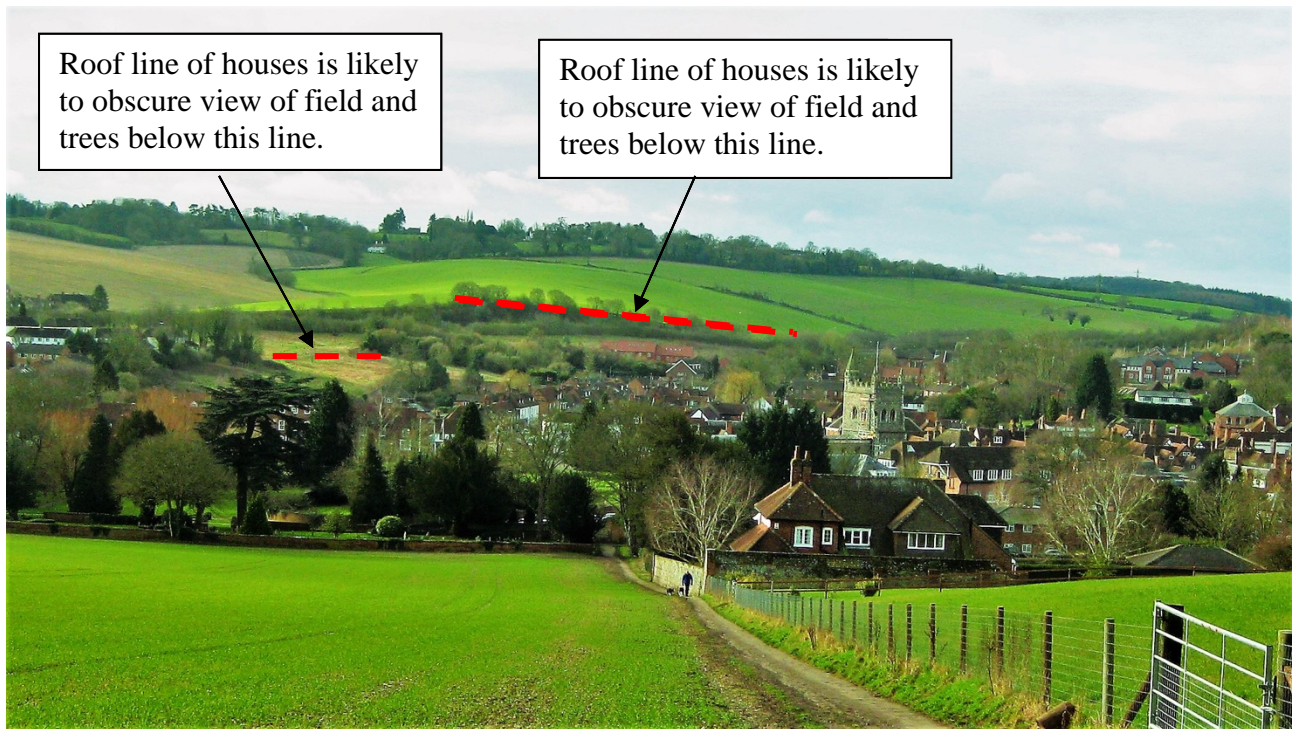 Roof line of houses is likely
to obscure view of field and
trees below this line.
Roof line of houses is likely
to obscure view of field and
trees below this line.